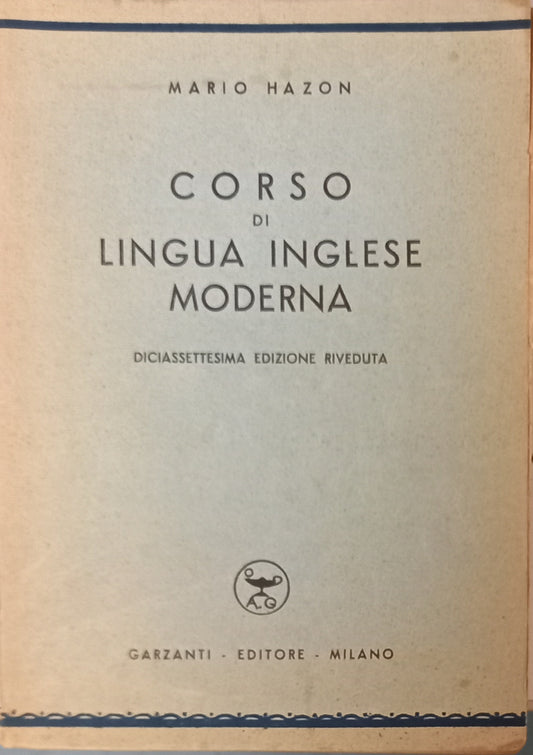 MARIO HAZON
CORSO
DI
LINGUA INGLESE
MODERNA
DICIASSETTESIMA EDIZIONE RIVEDUTA
A.G
GARZANTI - EDITORE - MILANO